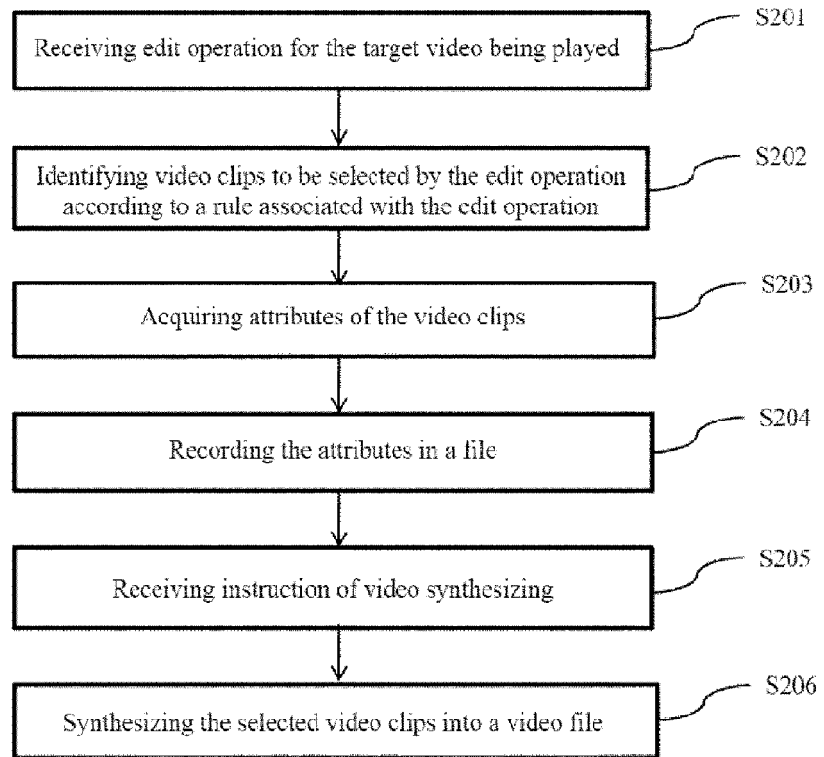 S201
Receiving edit operation for the target video being played
S202
Identifying video clips to be selected by the edit operation
according to a rule associated with the edit operation
S203
Acquiring attributes of the video clips
S204
Recording the attributes in a file
S205
Receiving instruction of video synthesizing
S206
Synthesizing the selected video clips into a video file